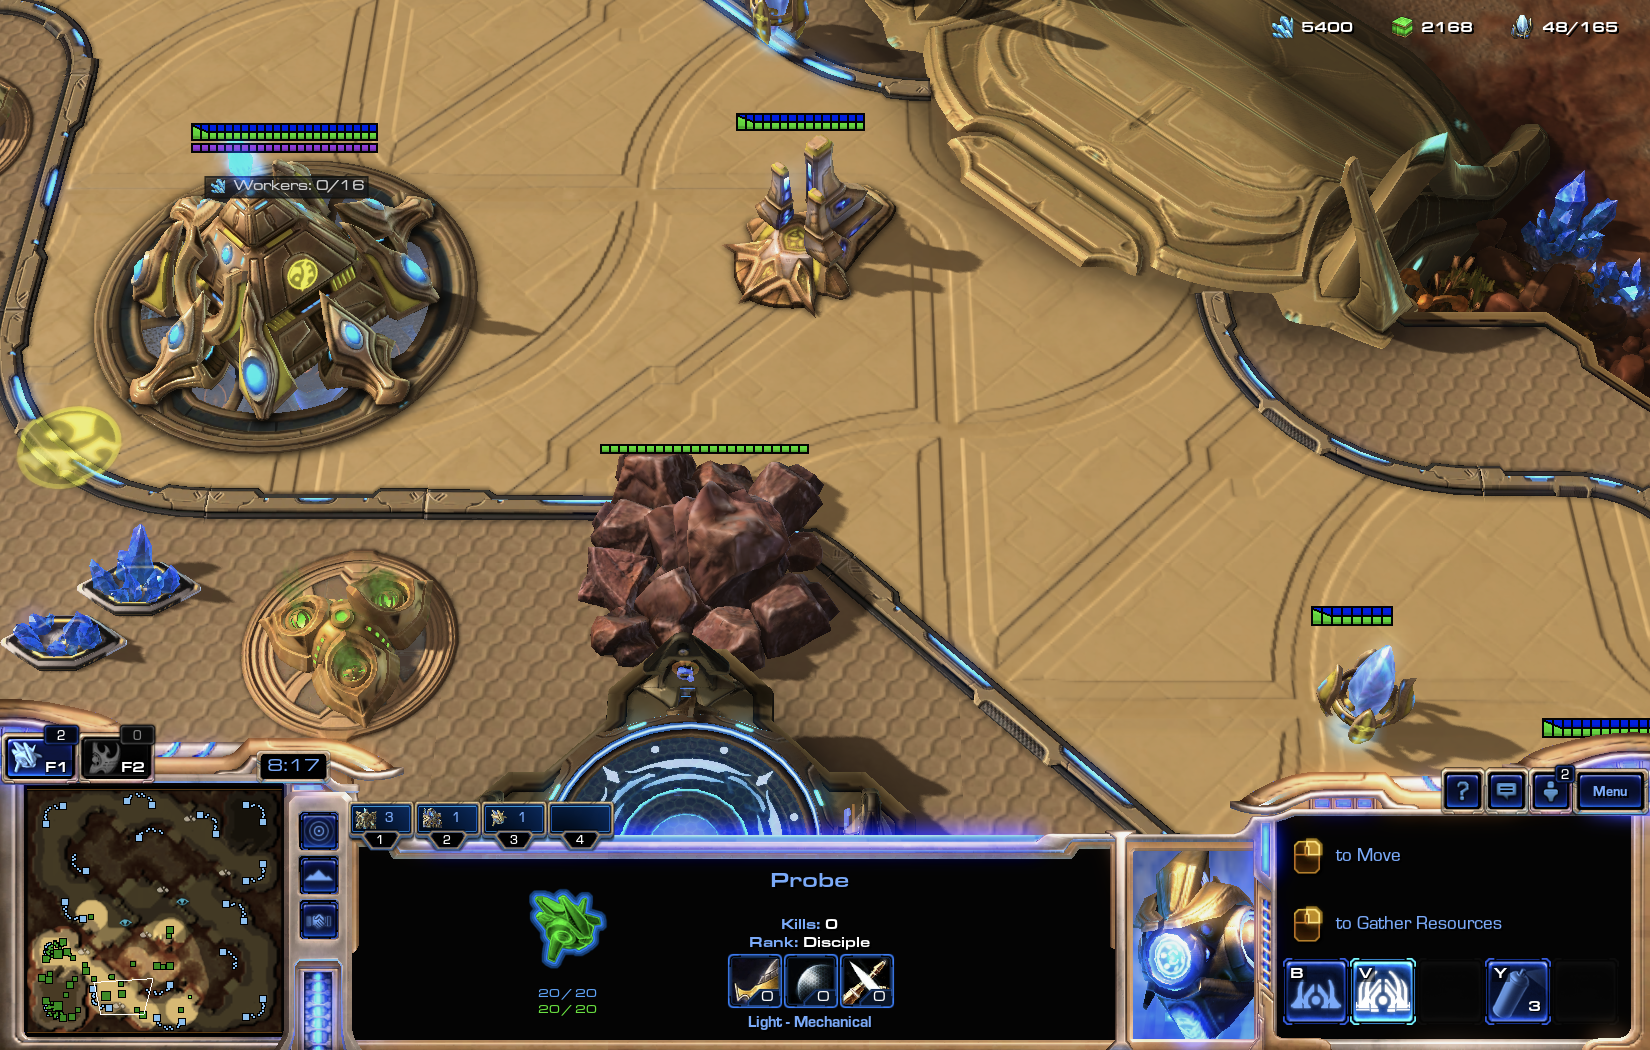 5400 2168 48/165
Workers: 0/16
2 0
F1 F2
8:17
2
? Menu
3 1 1
1 2 3 4
Probe
Kills: 0
Rank: Disciple
0 0 0
20/20
20/20
Light - Mechanical
to Move
to Gather Resources
B V Y
3